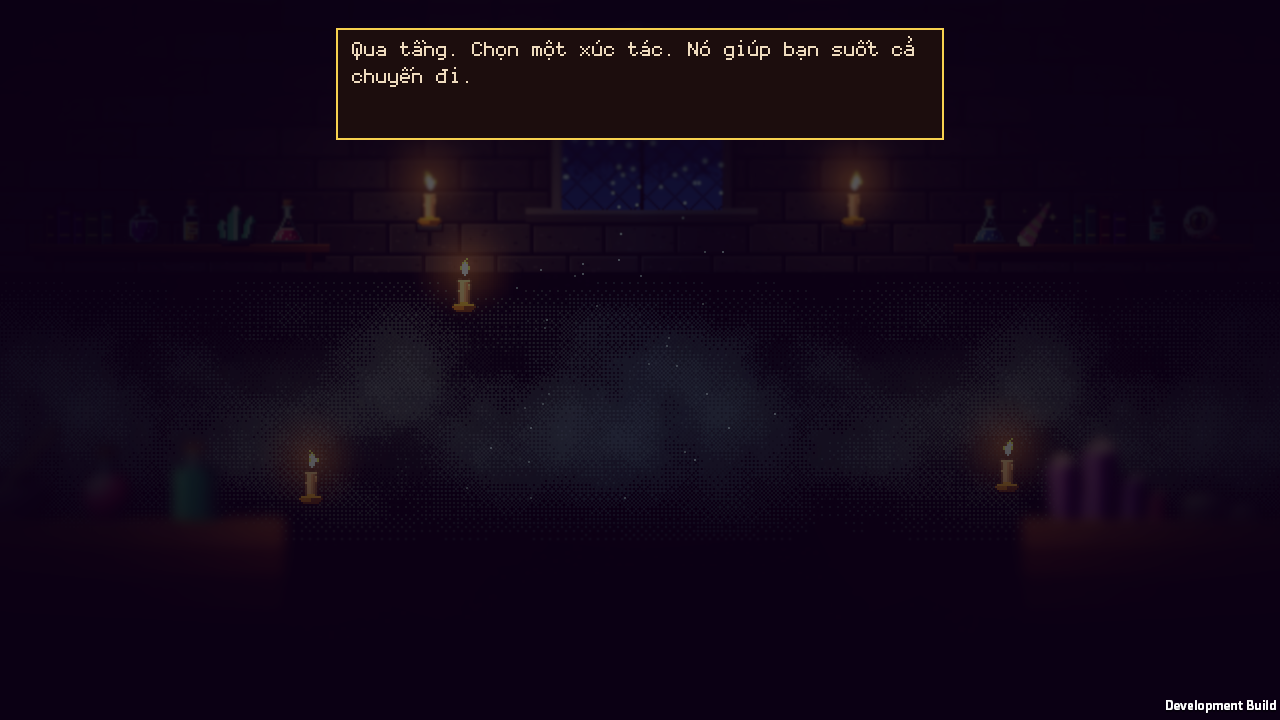 Qua tầng. Chọn một xúc tác. Nó giúp bạn suốt cả
chuyến đi.
Development Build